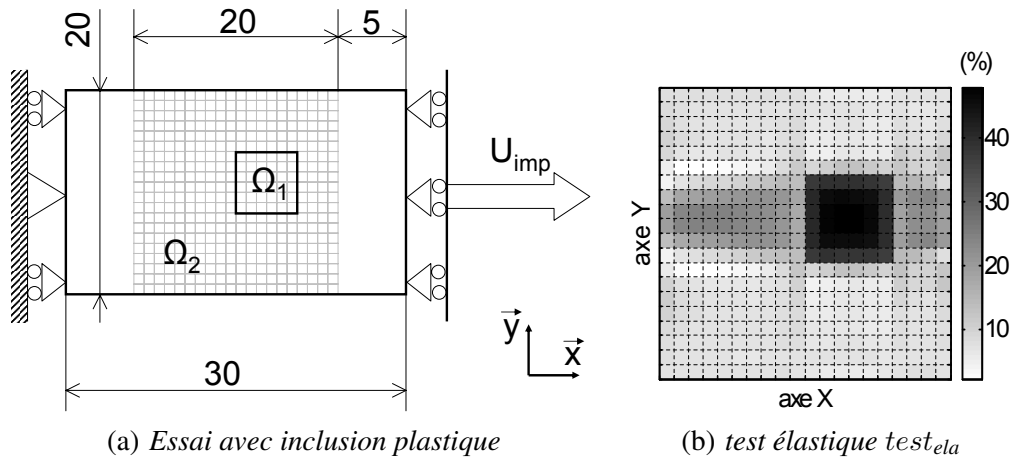 20
20
5
Ω1
Ω2
Uimp
y
x
30
(a) Essai avec inclusion plastique
(%)
40
30
20
10
axe Y
axe X
(b) test élastique testela